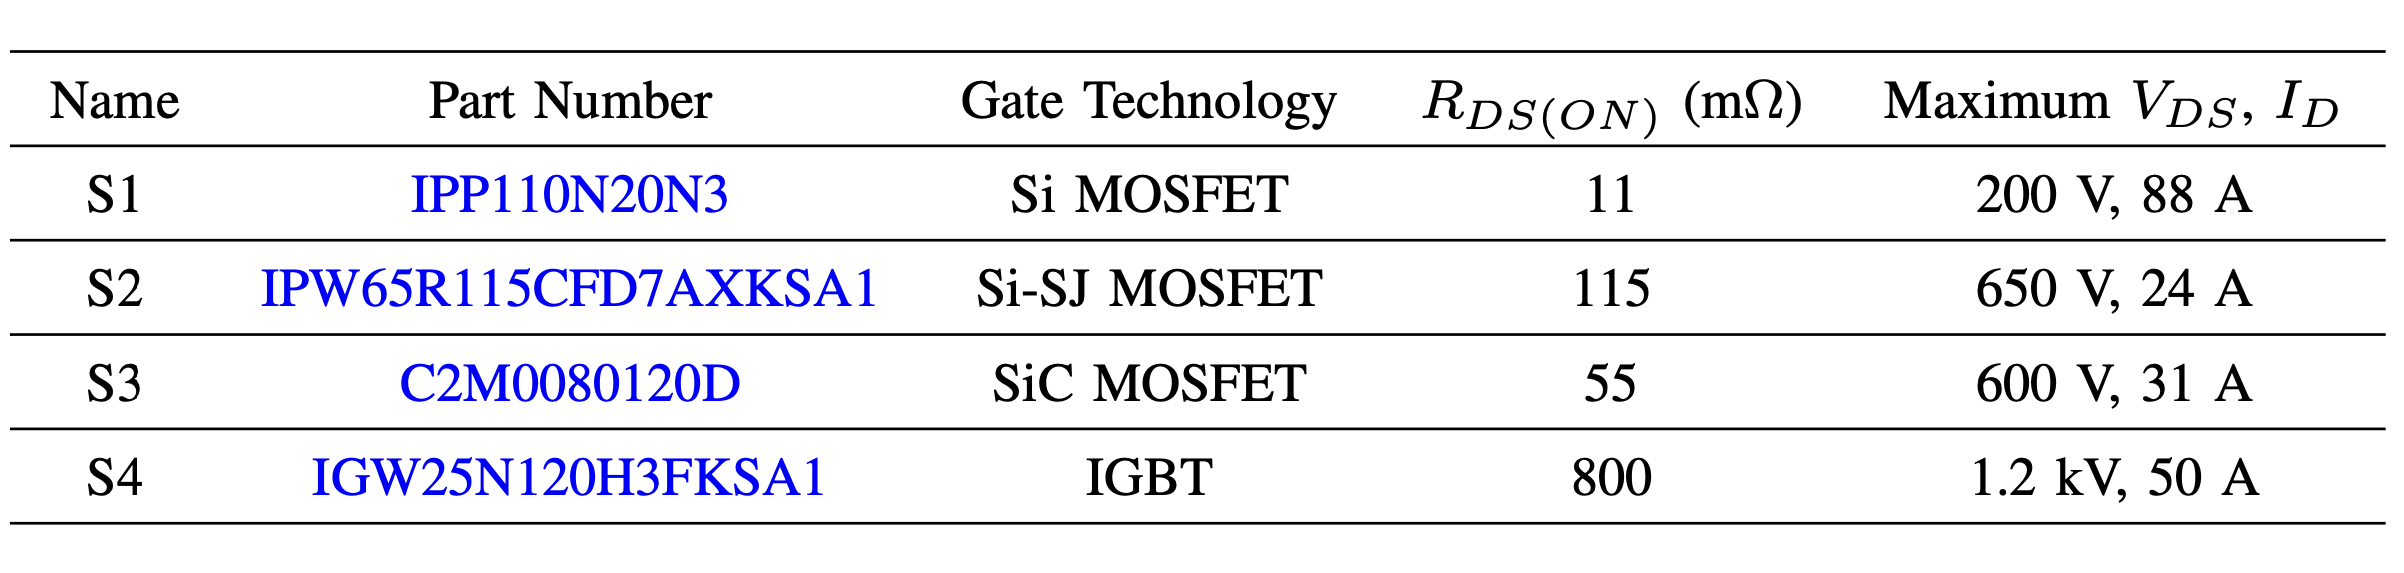 Name Part Number Gate Technology R_{DS(ON)} (mΩ) Maximum V_{DS}, I_D
S1 IPP110N20N3 Si MOSFET 11 200 V, 88 A
S2 IPW65R115CFD7AXKSA1 Si-SJ MOSFET 115 650 V, 24 A
S3 C2M0080120D SiC MOSFET 55 600 V, 31 A
S4 IGW25N120H3FKSA1 IGBT 800 1.2 kV, 50 A